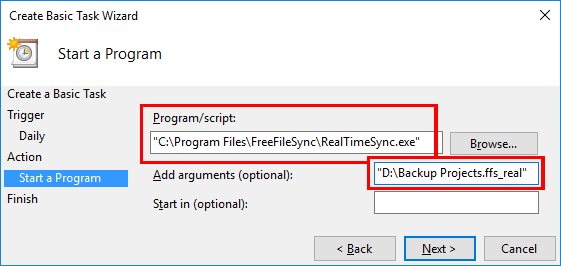 Create Basic Task Wizard
Start a Program
Create a Basic Task
Trigger
Daily
Action
Start a Program
Finish
Program/script:
"C:\Program Files\FreeFileSync\RealTimeSync.exe"
Browse...
Add arguments (optional):
"D:\Backup Projects.ffs_real"
Start in (optional):
< Back
Next >
Cancel